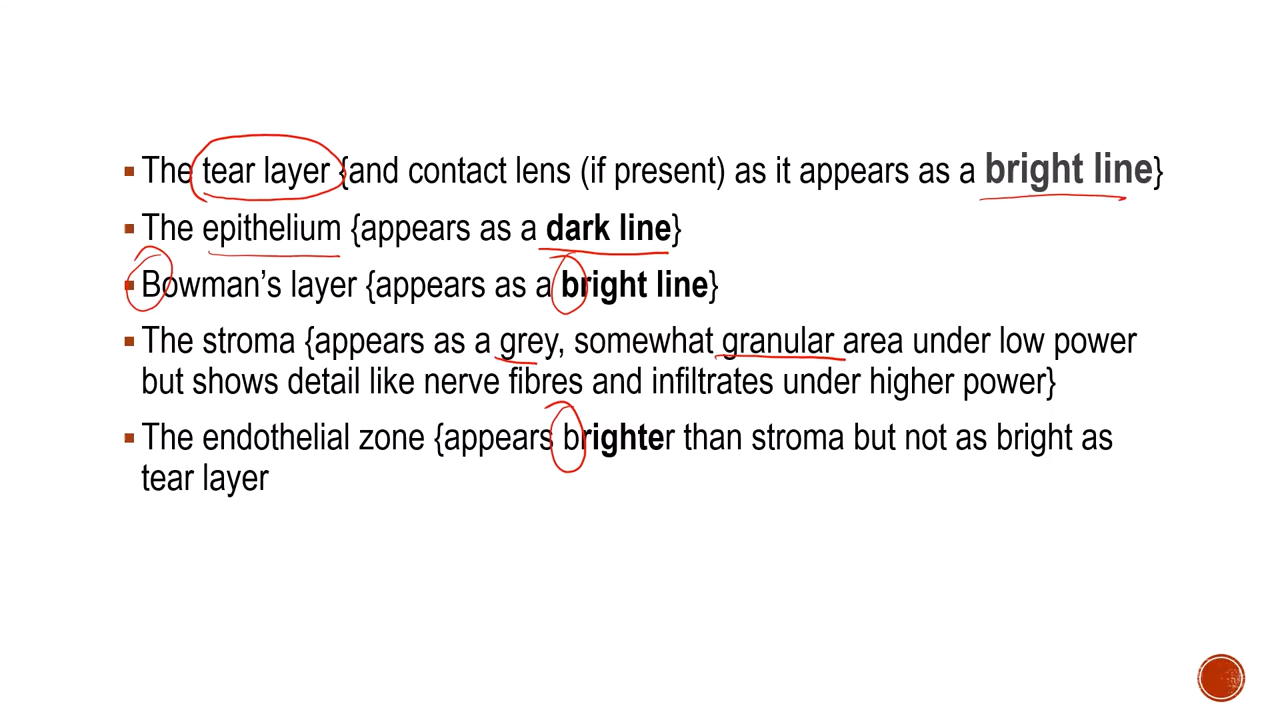 ▪ The tear layer {and contact lens (if present) as it appears as a bright line}
▪ The epithelium {appears as a dark line}
▪ Bowman’s layer {appears as a bright line}
▪ The stroma {appears as a grey, somewhat granular area under low power
but shows detail like nerve fibres and infiltrates under higher power}
▪ The endothelial zone {appears brighter than stroma but not as bright as
tear layer